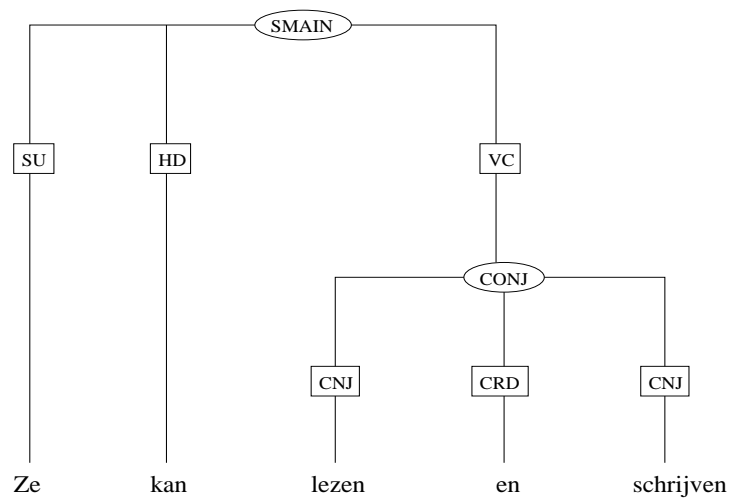 SMAIN
SU HD VC
CONJ
CNJ CRD CNJ
Ze kan lezen en schrijven